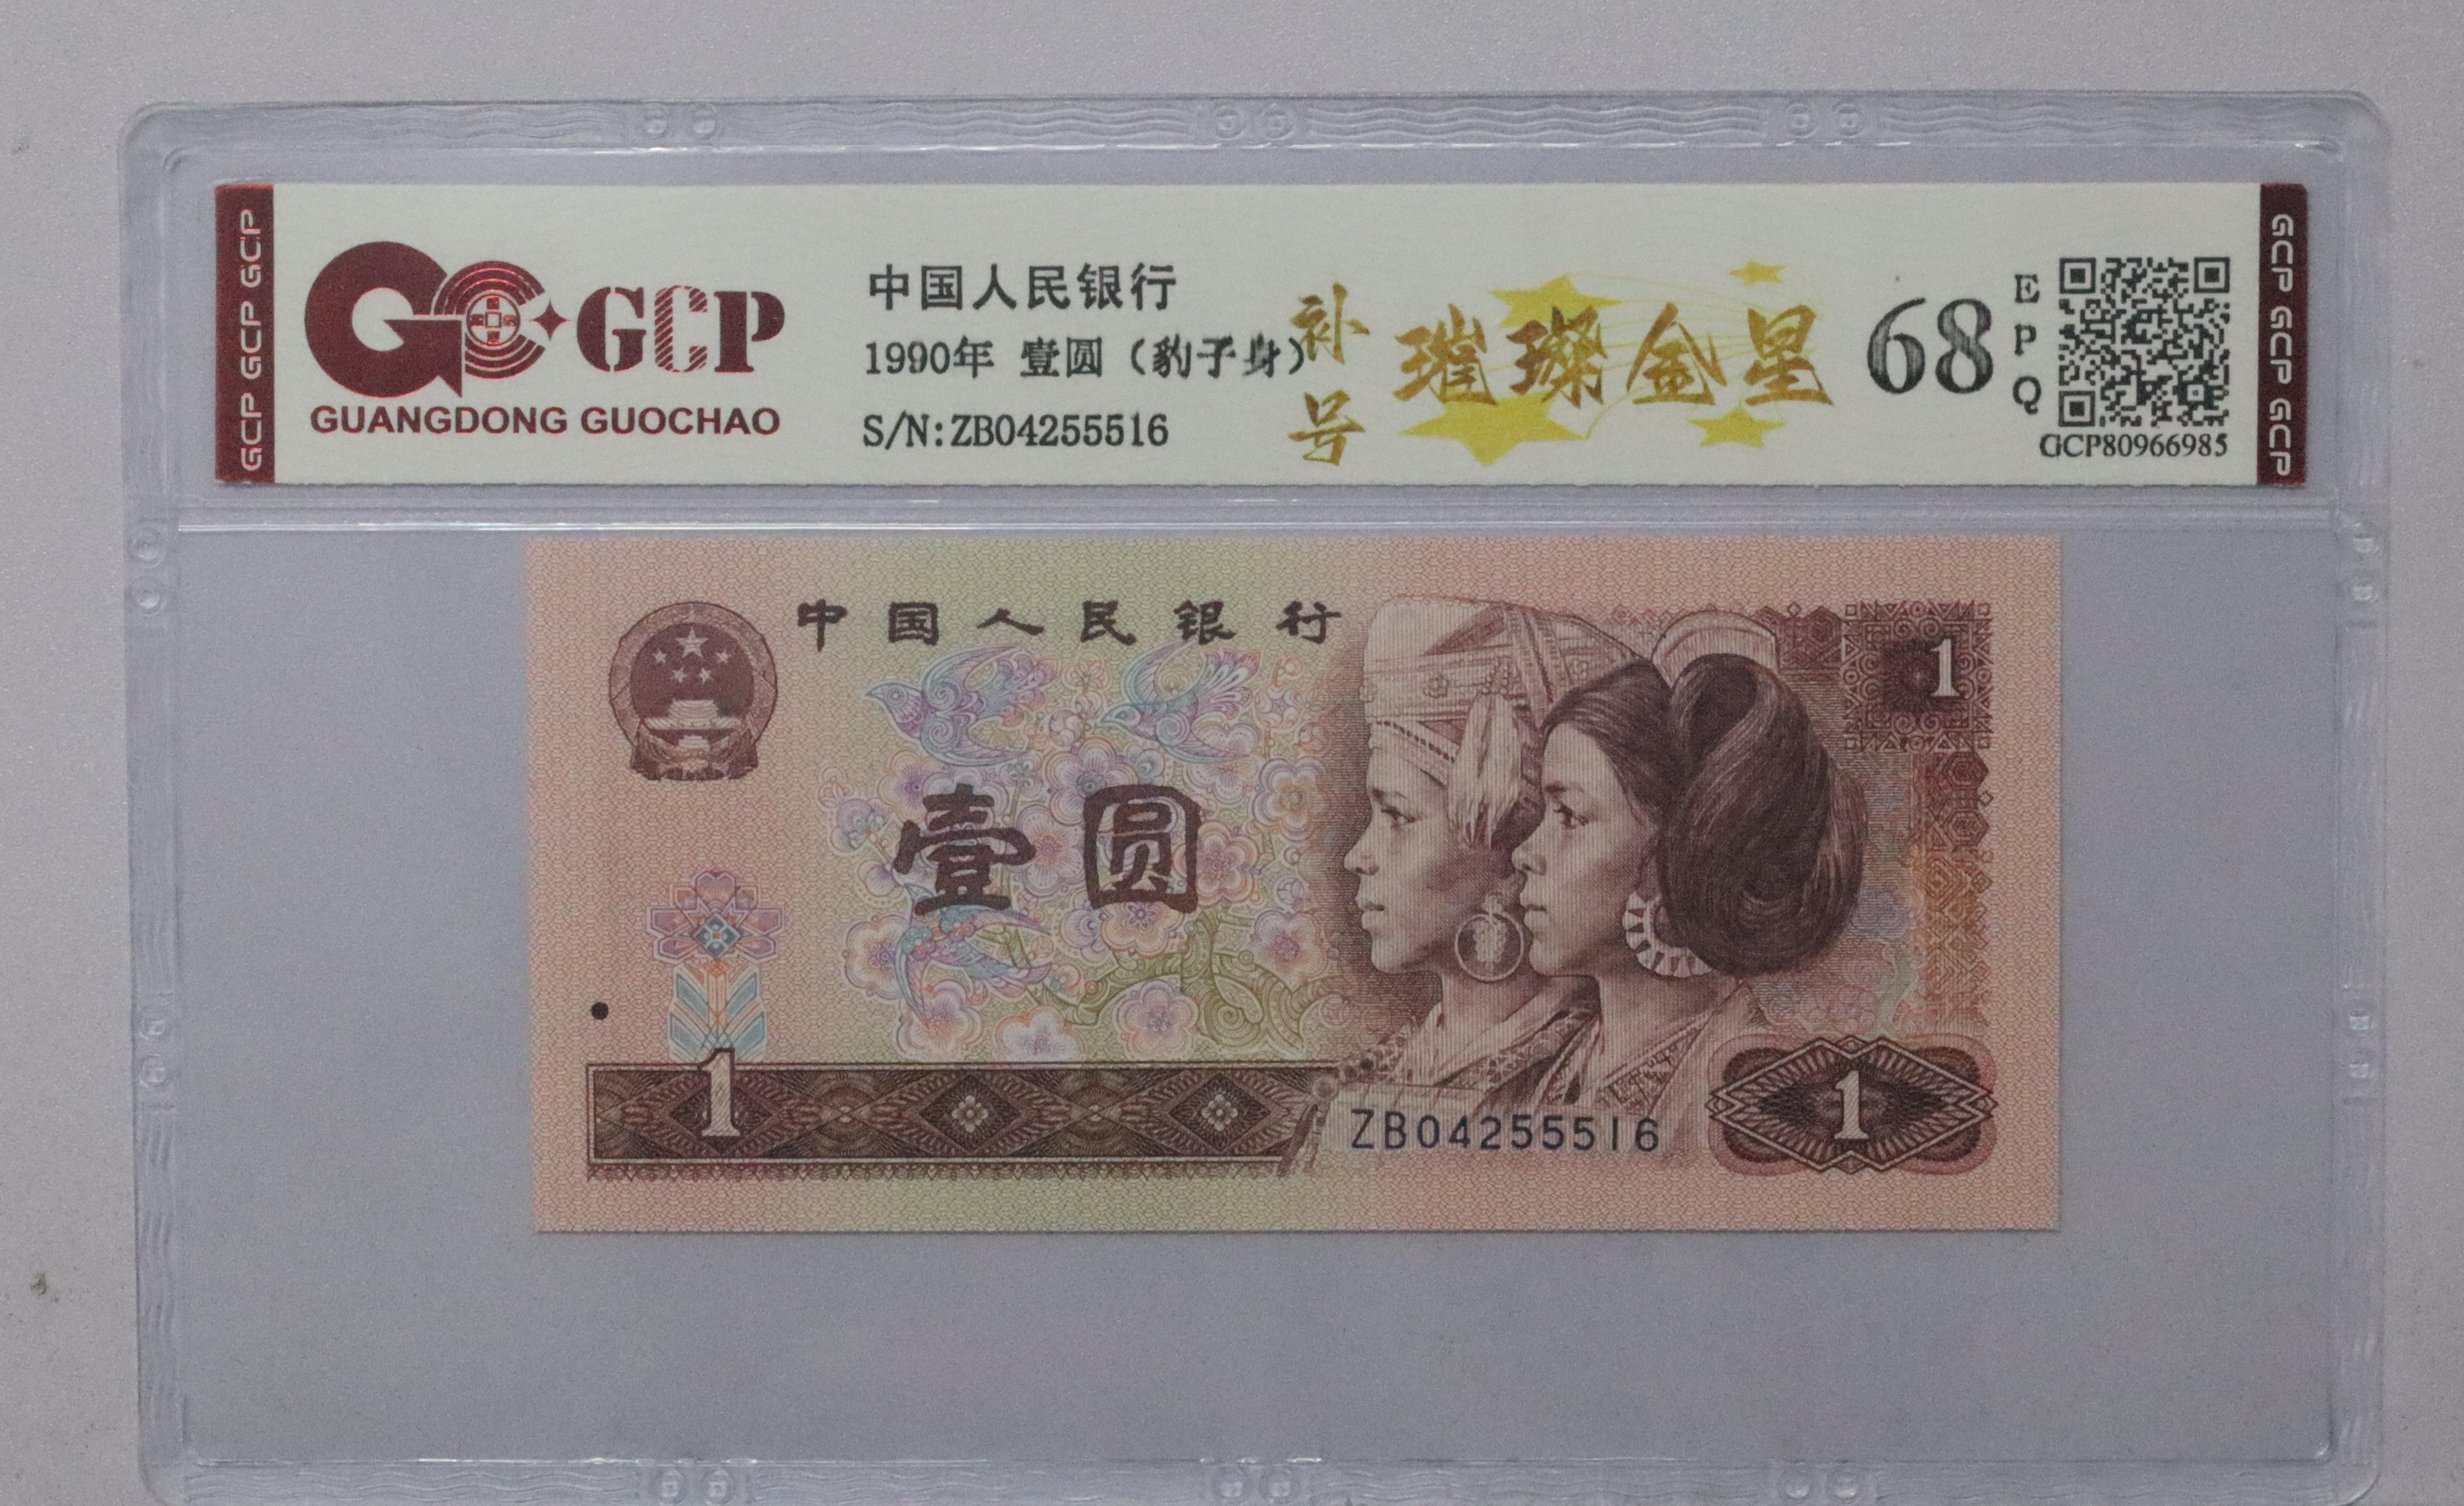 GCP GCP GCP
GCP
GUANGDONG GUOCHAO
中国人民银行
1990年 壹圆（豹子身）
S/N:ZB04255516
补号
璀璨金星
68
EPQ
GCP80966985
GCP GCP GCP
中国人民银行
1
壹圆
1
ZB04255516
1